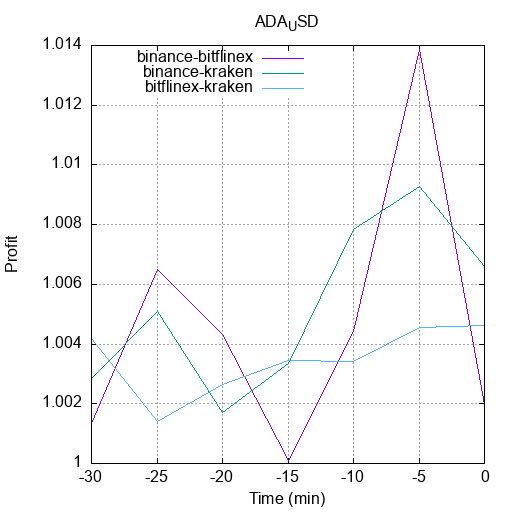 ADA_USD
1.014
binance-bitflinex
binance-kraken
bitflinex-kraken
1.012
1.01
1.008
1.006
1.004
1.002
1
Profit
-30
-25
-20
-15
-10
-5
0
Time (min)